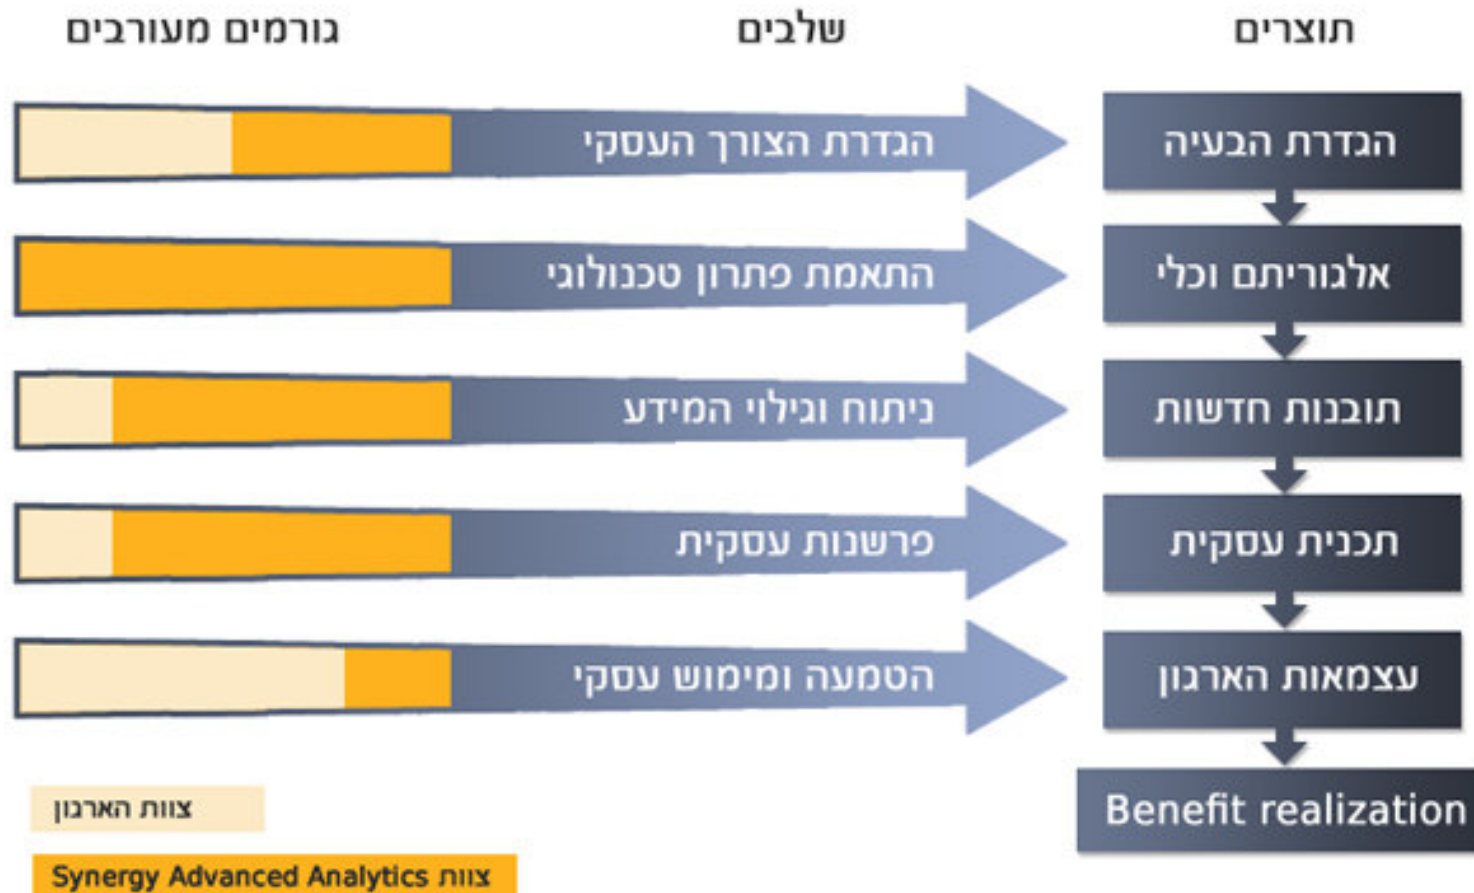 תוצרים
שלבים
גורמים מעורבים
הגדרת הצורך העסקי
הגדרת הבעיה
התאמת פתרון טכנולוגי
אלגוריתם וכלי
ניתוח וגילוי המידע
תובנות חדשות
פרשנות עסקית
תכנית עסקית
הטמעה ומימוש עסקי
עצמאות הארגון
Benefit realization
צוות הארגון
צוות Synergy Advanced Analytics